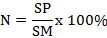 N = SP/SM x 100%